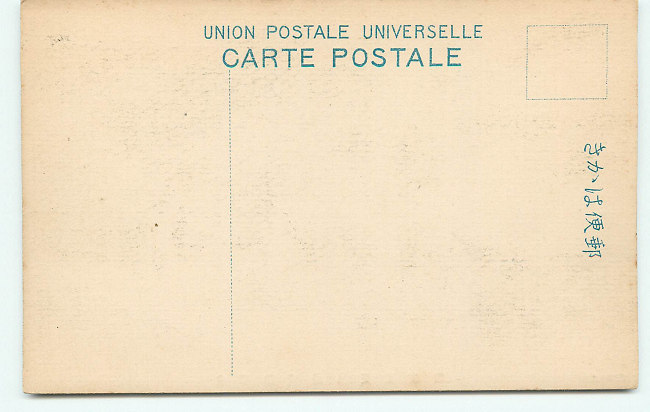 UNION POSTALE UNIVERSELLE
CARTE POSTALE
郵便はかき